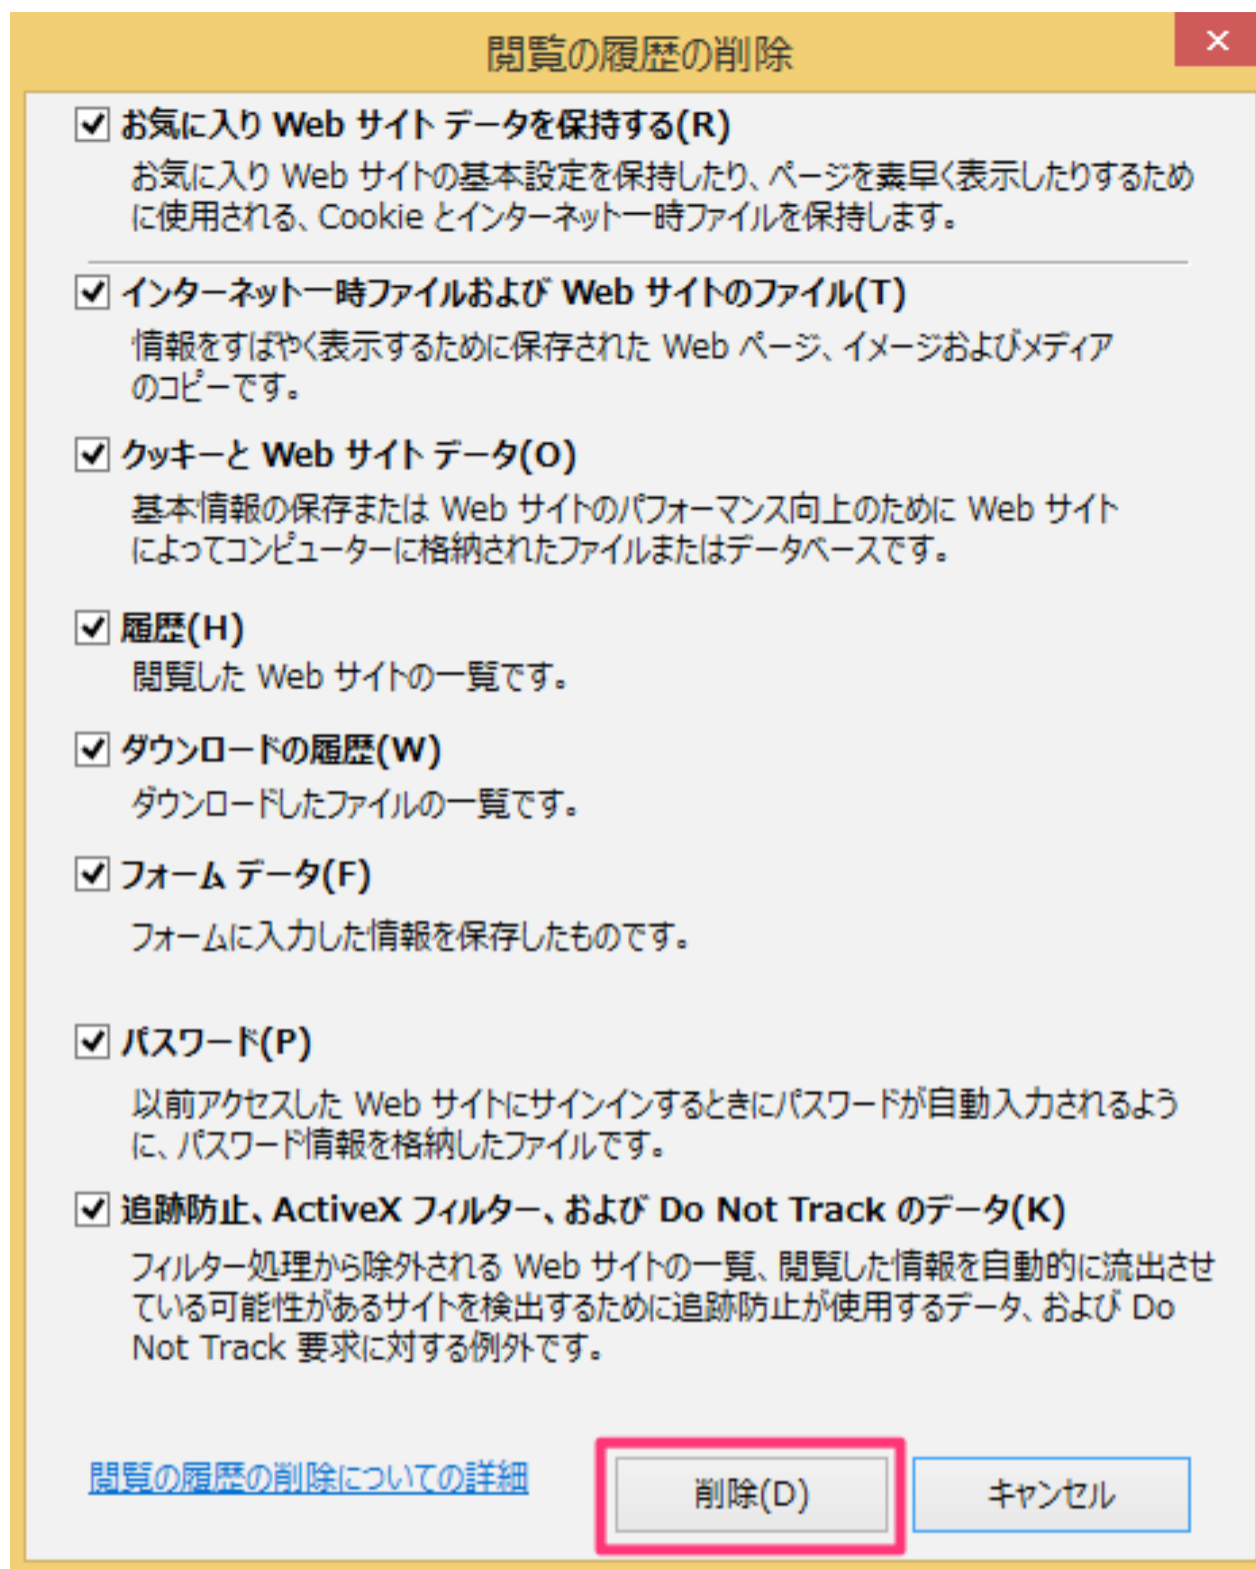 閲覧の履歴の削除
お気に入り Web サイト データを保持する(R)
お気に入り Web サイトの基本設定を保持したり、ページを素早く表示したりするため
に使用される、Cookie とインターネット一時ファイルを保持します。
インターネット一時ファイルおよび Web サイトのファイル(T)
情報をすばやく表示するために保存された Web ページ、イメージおよびメディア
のコピーです。
クッキーと Web サイト データ(O)
基本情報の保存または Web サイトのパフォーマンス向上のために Web サイト
によってコンピューターに格納されたファイルまたはデータベースです。
履歴(H)
閲覧した Web サイトの一覧です。
ダウンロードの履歴(W)
ダウンロードしたファイルの一覧です。
フォーム データ(F)
フォームに入力した情報を保存したものです。
パスワード(P)
以前アクセスした Web サイトにサインインするときにパスワードが自動入力されるよう
に、パスワード情報を格納したファイルです。
追跡防止、ActiveX フィルター、および Do Not Track のデータ(K)
フィルター処理から除外される Web サイトの一覧、閲覧した情報を自動的に流出させ
ている可能性があるサイトを検出するために追跡防止が使用するデータ、および Do
Not Track 要求に対する例外です。
閲覧の履歴の削除についての詳細
削除(D)
キャンセル